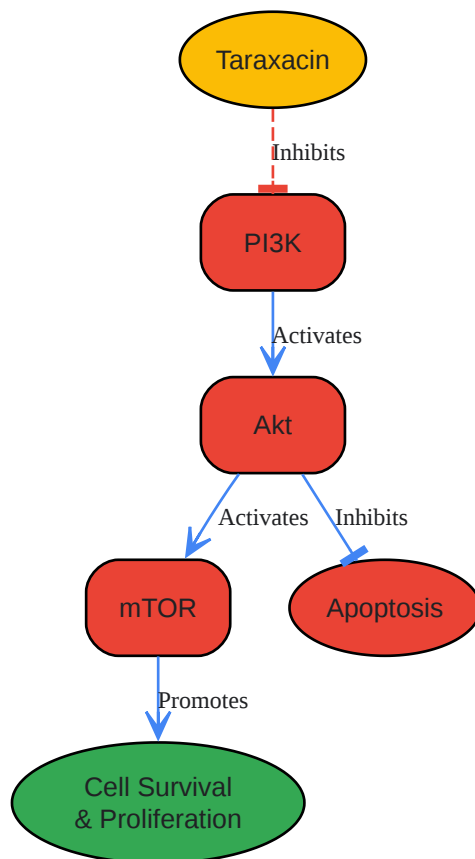 Taraxacin
Inhibits
PI3K
Activates
Akt
Activates
Inhibits
mTOR
Apoptosis
Promotes
Cell Survival
& Proliferation